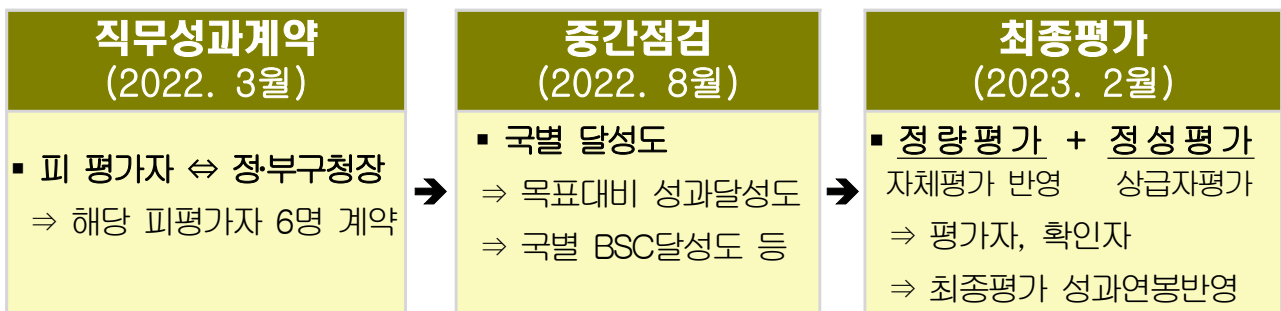 직무성과계약
(2022. 3월)
▪ 피 평가자 ⇔ 정·부구청장
⇒ 해당 피평가자 6명 계약
➔
중간점검
(2022. 8월)
▪ 국별 달성도
⇒ 목표대비 성과달성도
⇒ 국별 BSC달성도 등
➔
최종평가
(2023. 2월)
▪ 정량평가 + 정성평가
자체평가 반영 상급자평가
⇒ 평가자, 확인자
⇒ 최종평가 성과연봉반영